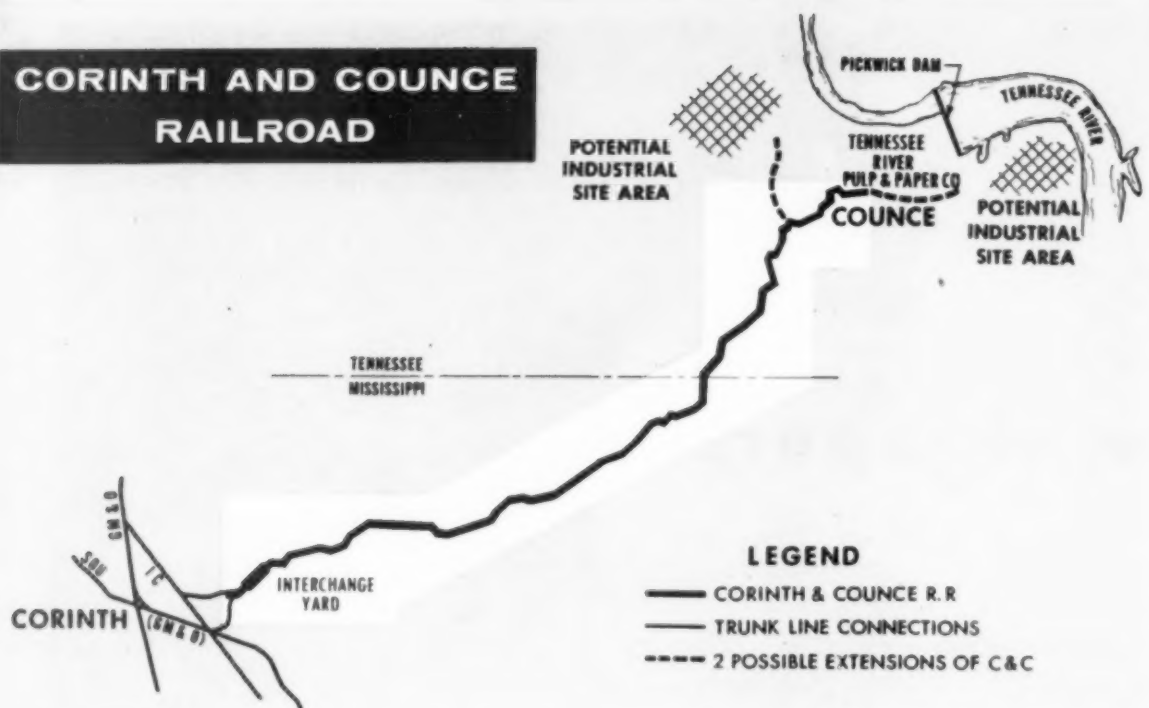 CORINTH AND COUNCE
RAILROAD
PICKWICK DAM
TENNESSEE RIVER
POTENTIAL
INDUSTRIAL
SITE AREA
TENNESSEE
RIVER
PULP & PAPER CO
COUNCE
POTENTIAL
INDUSTRIAL
SITE AREA
TENNESSEE
MISSISSIPPI
GM & O
SOU
IC
INTERCHANGE
YARD
CORINTH
(GM & O)
LEGEND
CORINTH & COUNCE R.R
TRUNK LINE CONNECTIONS
2 POSSIBLE EXTENSIONS OF C&C